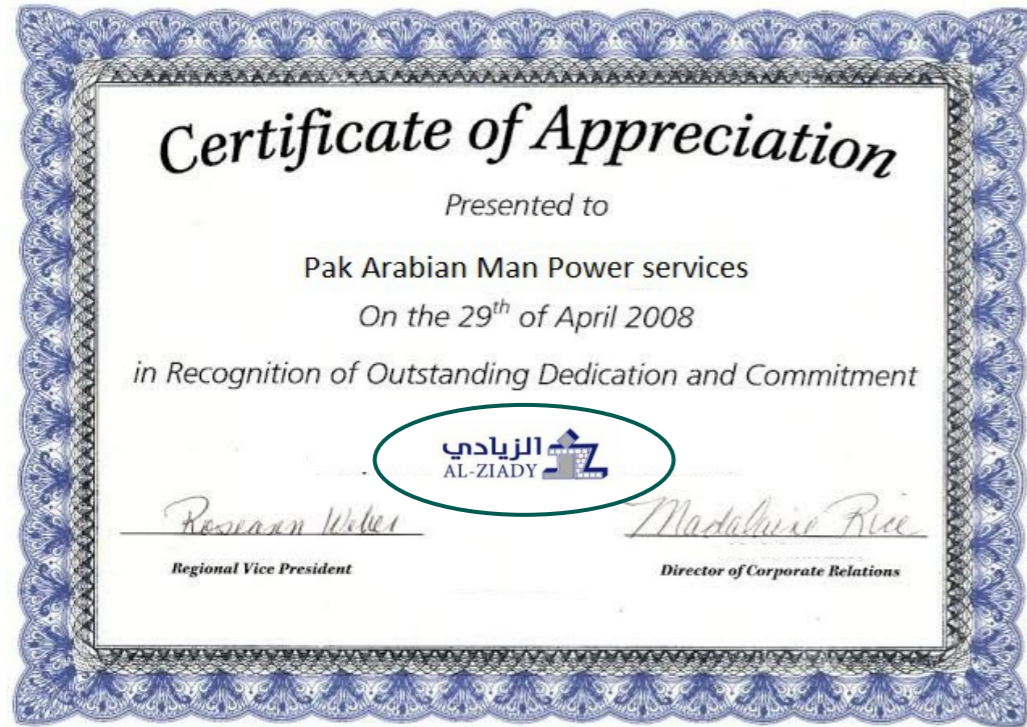 Certificate of Appreciation
Presented to
Pak Arabian Man Power services
On the 29th of April 2008
in Recognition of Outstanding Dedication and Commitment
الزيادي
AL-ZIADY
Roseann Weber
Madalaine Rice
Regional Vice President
Director of Corporate Relations